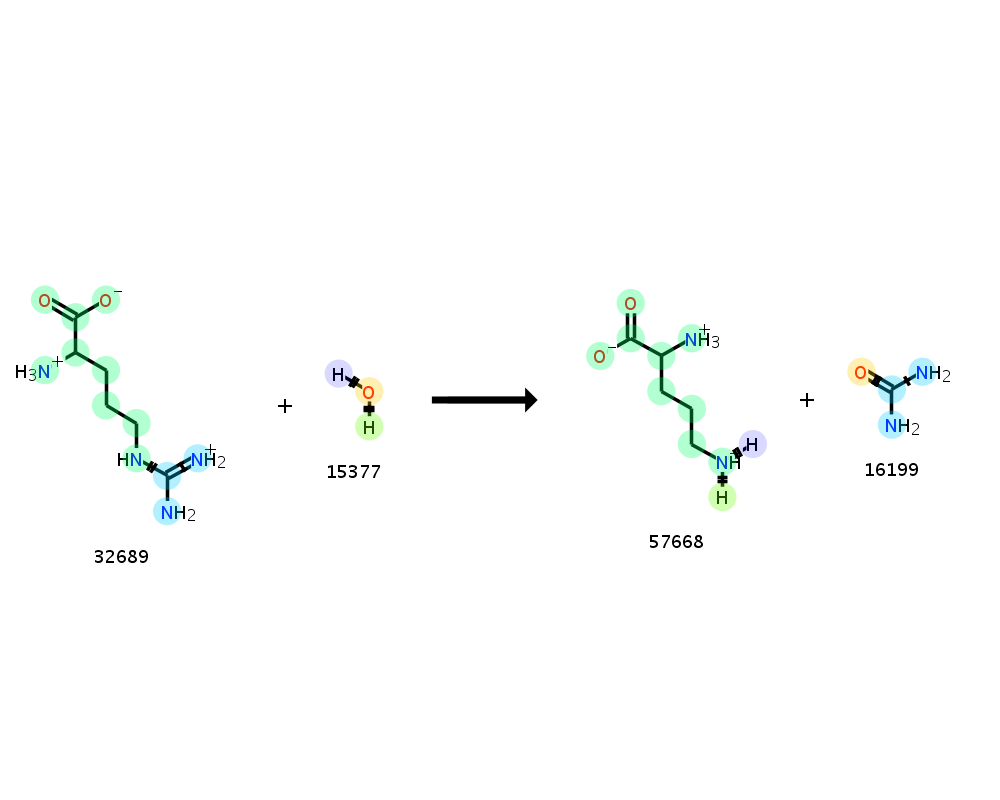 O O −
H3N +
HN NH2 +
NH2
32689
+
H O
H
15377
O
O − NH3 +
NH + H
H
57668
+
O NH2
NH2
16199